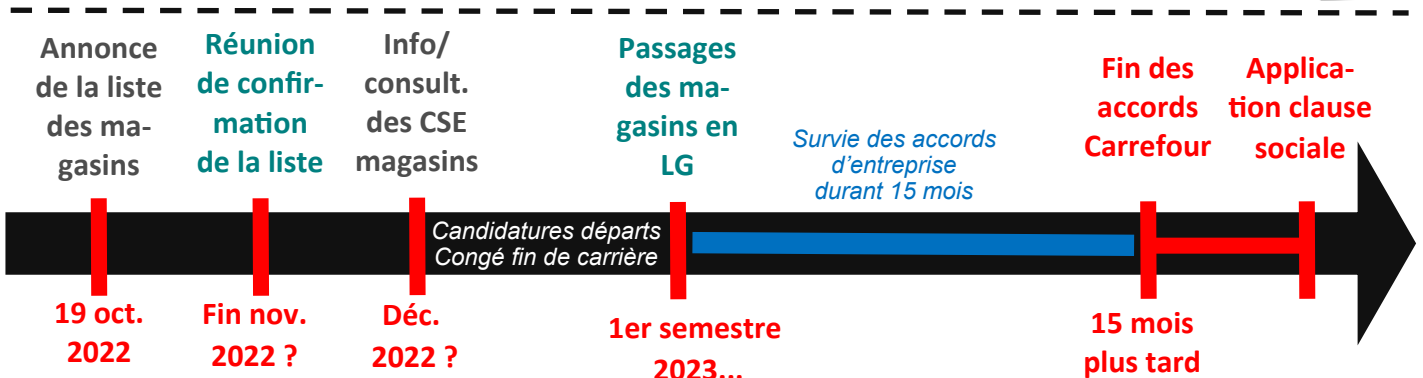 Annonce
de la liste
des ma-
gasins
Réunion
de confir-
mation
de la liste
Info/
consult.
des CSE
magasins
Passages
des ma-
gasins en
LG
Survie des accords
d'entreprise
durant 15 mois
Fin des
accords
Carrefour
Applica-
tion clause
sociale
Candidatures départs
Congé fin de carrière
19 oct.
2022
Fin nov.
2022 ?
Déc.
2022 ?
1er semestre
2023...
15 mois
plus tard